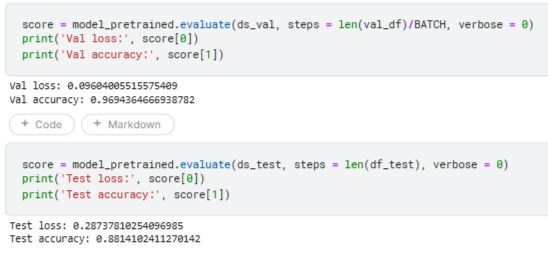 score = model_pretrained.evaluate(ds_val, steps = len(val_df)/BATCH, verbose = 0)
print('Val loss:', score[0])
print('Val accuracy:', score[1])
Val loss: 0.09604005515575409
Val accuracy: 0.9694364666938782
+ Code + Markdown
score = model_pretrained.evaluate(ds_test, steps = len(df_test), verbose = 0)
print('Test loss:', score[0])
print('Test accuracy:', score[1])
Test loss: 0.28737810254096985
Test accuracy: 0.8814102411270142